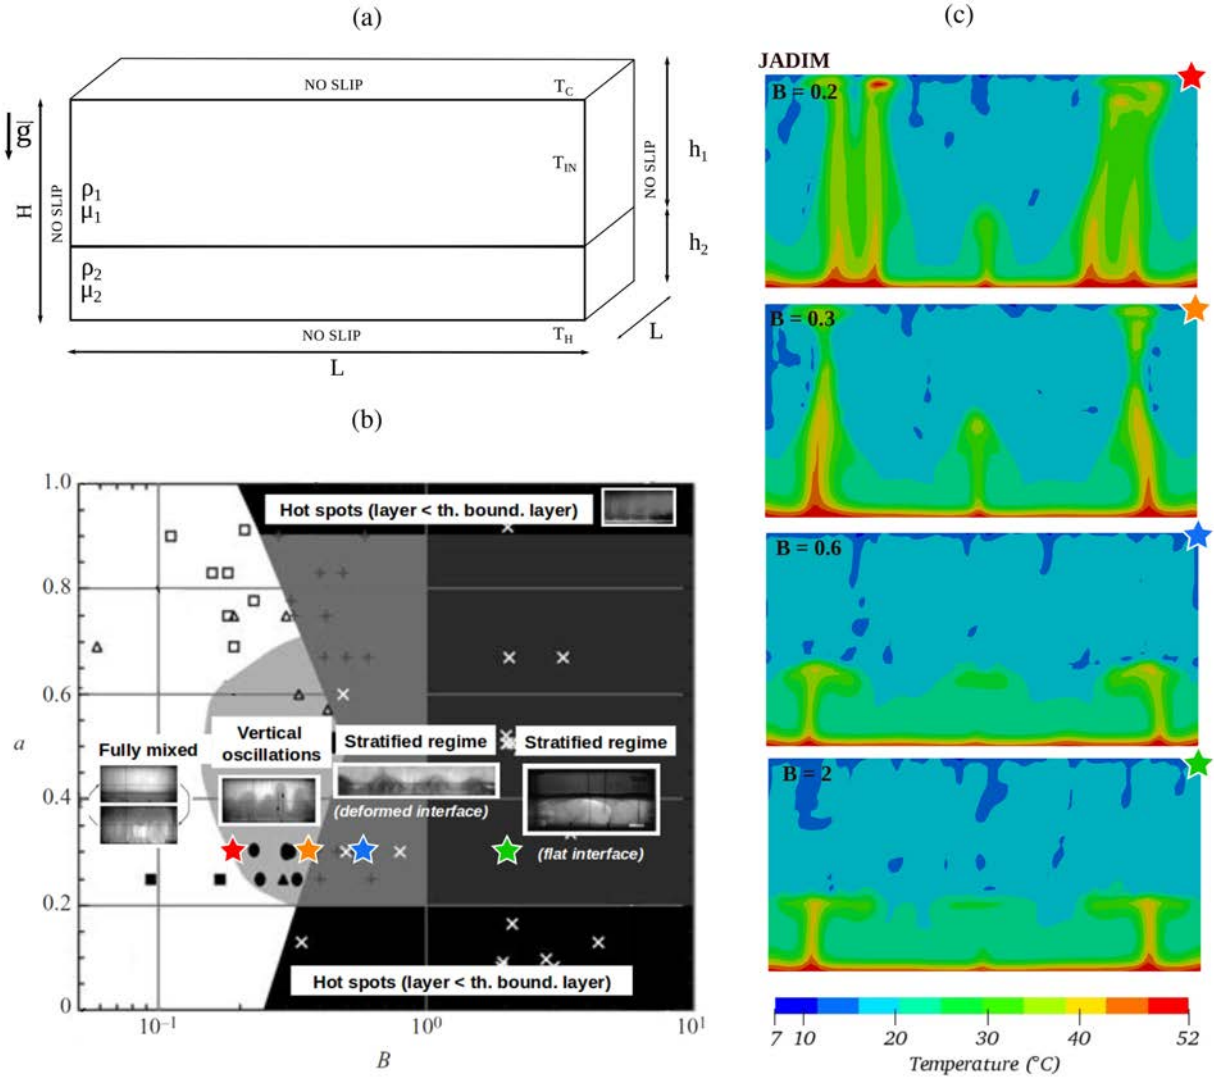 (a)
NO SLIP
T_C
g
H
NO SLIP
T_IN
NO SLIP
h_1
ρ_1
μ_1
h_2
ρ_2
μ_2
NO SLIP
T_H
L
L
(b)
1.0
0.8
0.6
a
0.4
0.2
0
10^−1
10^0
10^1
B
Hot spots (layer < th. bound. layer)
Fully mixed
Vertical
oscillations
Stratified regime
(deformed interface)
Stratified regime
(flat interface)
Hot spots (layer < th. bound. layer)
(c)
JADIM
B = 0.2
B = 0.3
B = 0.6
B = 2
7 10 20 30 40 52
Temperature (°C)